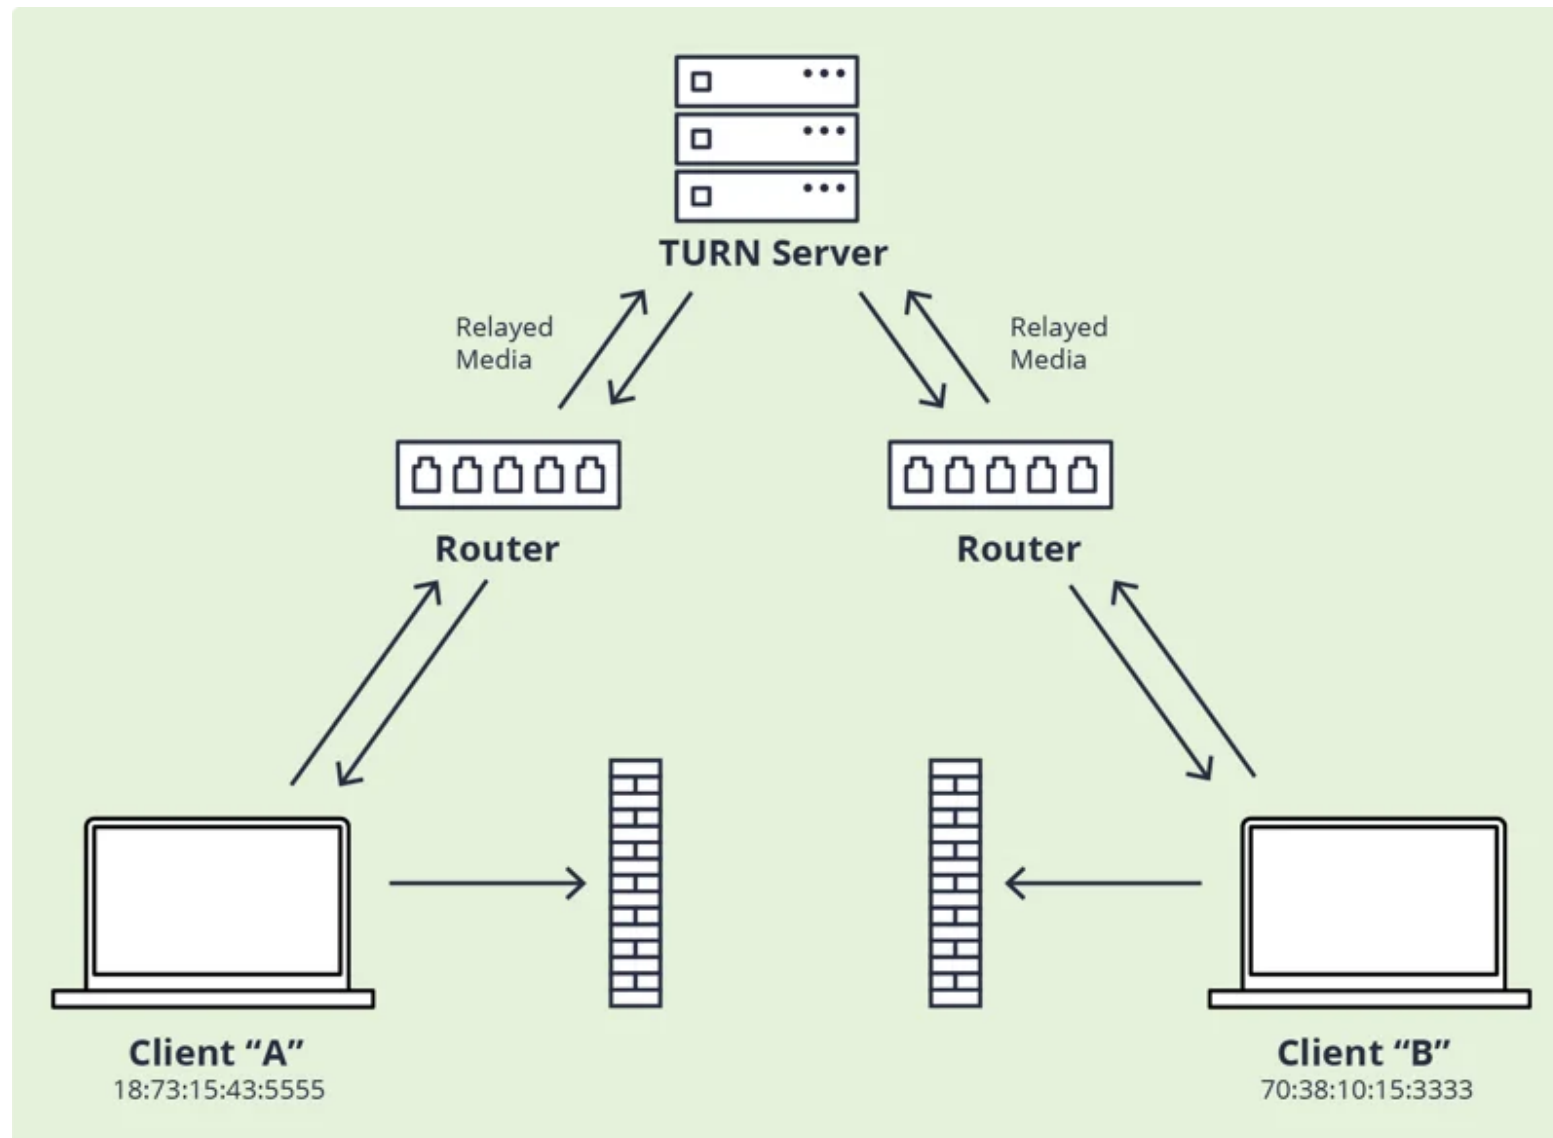 TURN Server
Relayed
Media
Relayed
Media
Router
Router
Client “A”
18:73:15:43:5555
Client “B”
70:38:10:15:3333